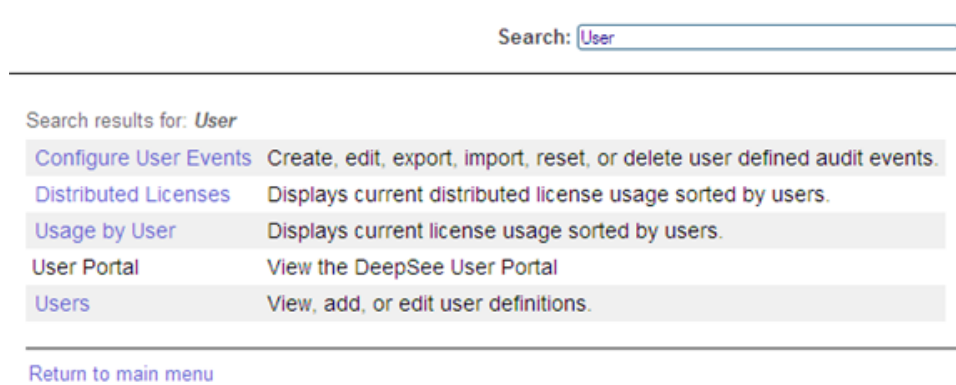 Search: User
Search results for: User
Configure User Events Create, edit, export, import, reset, or delete user defined audit events.
Distributed Licenses Displays current distributed license usage sorted by users.
Usage by User Displays current license usage sorted by users.
User Portal View the DeepSee User Portal
Users View, add, or edit user definitions.
Return to main menu